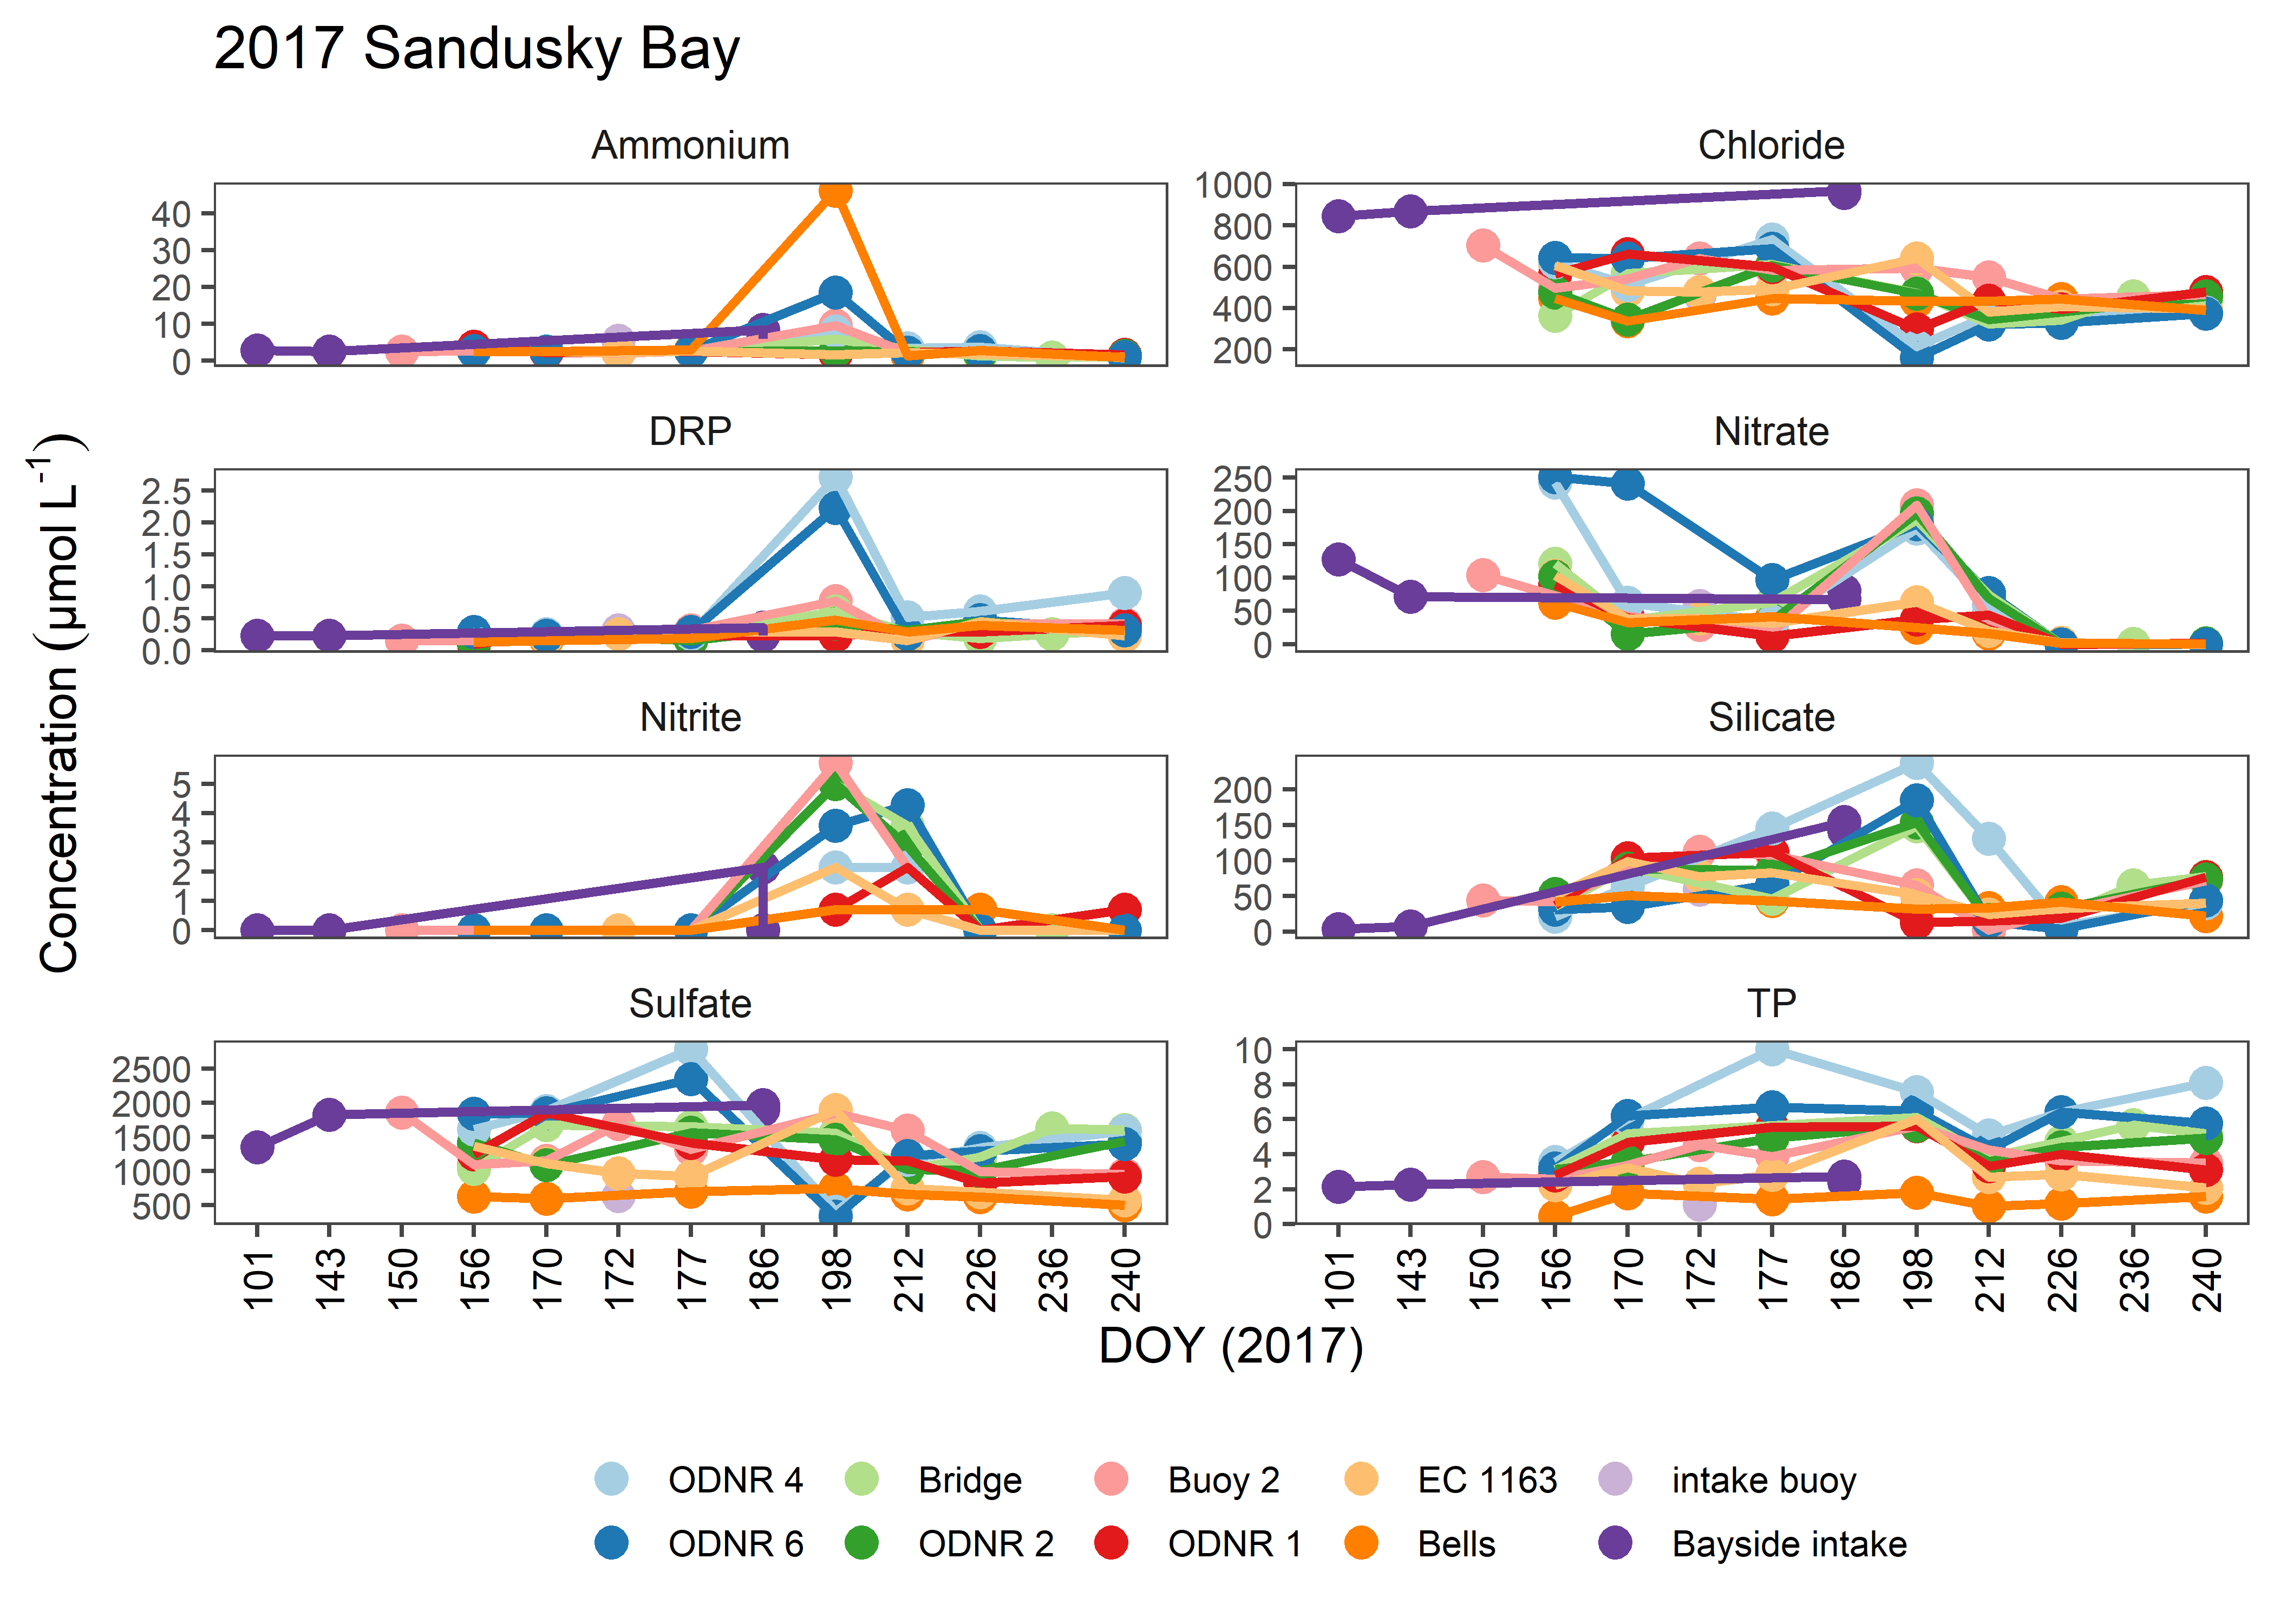 2017 Sandusky Bay
Ammonium
Chloride
40
30
20
10
0
1000
800
600
400
200
DRP
Nitrate
2.5
2.0
1.5
1.0
0.5
0.0
250
200
150
100
50
0
Nitrite
Silicate
5
4
3
2
1
0
200
150
100
50
0
Sulfate
TP
2500
2000
1500
1000
500
10
8
6
4
2
0
Concentration (µmol L⁻¹)
101 143 150 156 170 172 177 186 198 212 226 236 240
101 143 150 156 170 172 177 186 198 212 226 236 240
DOY (2017)
ODNR 4 Bridge Buoy 2 EC 1163 intake buoy
ODNR 6 ODNR 2 ODNR 1 Bells Bayside intake